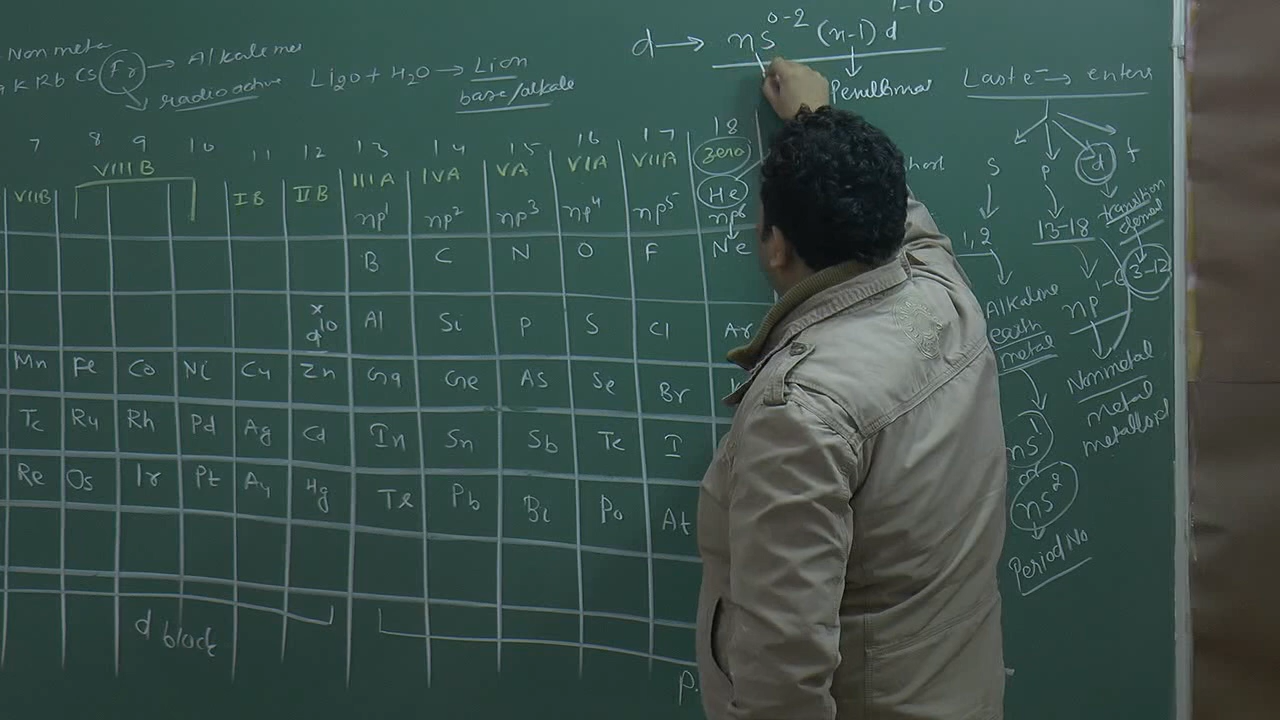 Non meta
K Rb Cs Fr → Alkale met
radioactive
Li2O + H2O → LiOH
base/alkale
d → ns⁰⁻² (n-1) d¹⁻¹⁰
Penultima
Last e⁻ → enters
s p d f
transition
element
1,2 13-18 3-12
Alkaline
earth
metal
np¹⁻⁶
Nonmetal
metal
metalloid
ns¹
or
ns²
Period No
7 8 9 10 11 12 13 14 15 16 17 18
VIIB VIIIB IB IIB IIIA IVA VA VIA VIIA Zero
He
np¹ np² np³ np⁴ np⁵ np⁶
B C N O F Ne
x
d¹⁰ Al Si P S Cl Ar
Mn Fe Co Ni Cu Zn Ga Ge As Se Br K
Tc Ru Rh Pd Ag Cd In Sn Sb Te I
Re Os Ir Pt Au Hg Tl Pb Bi Po At
d block
P.